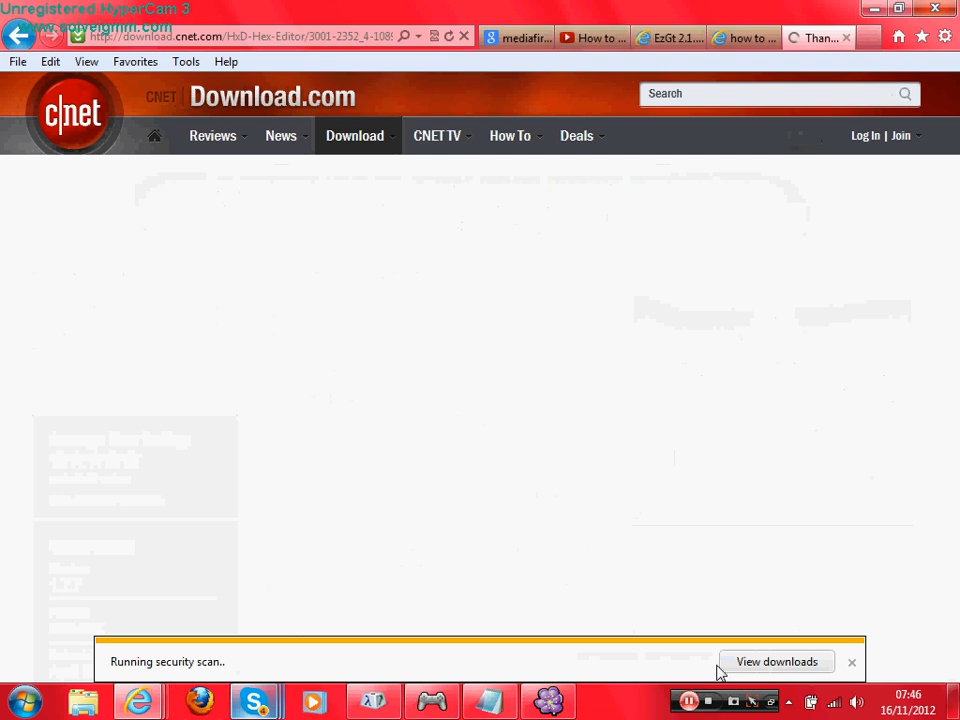 Unregistered HyperCam 3
www.solveigmm.com
http://download.cnet.com/HxD-Hex-Editor/3001-2352_4-1089
mediafir...
How to ...
EzGt 2.1....
how to ...
Than...
File Edit View Favorites Tools Help
c|net
CNET Download.com
Search
Reviews News Download CNET TV How To Deals
Log In | Join
Running security scan..
View downloads
07:46
16/11/2012